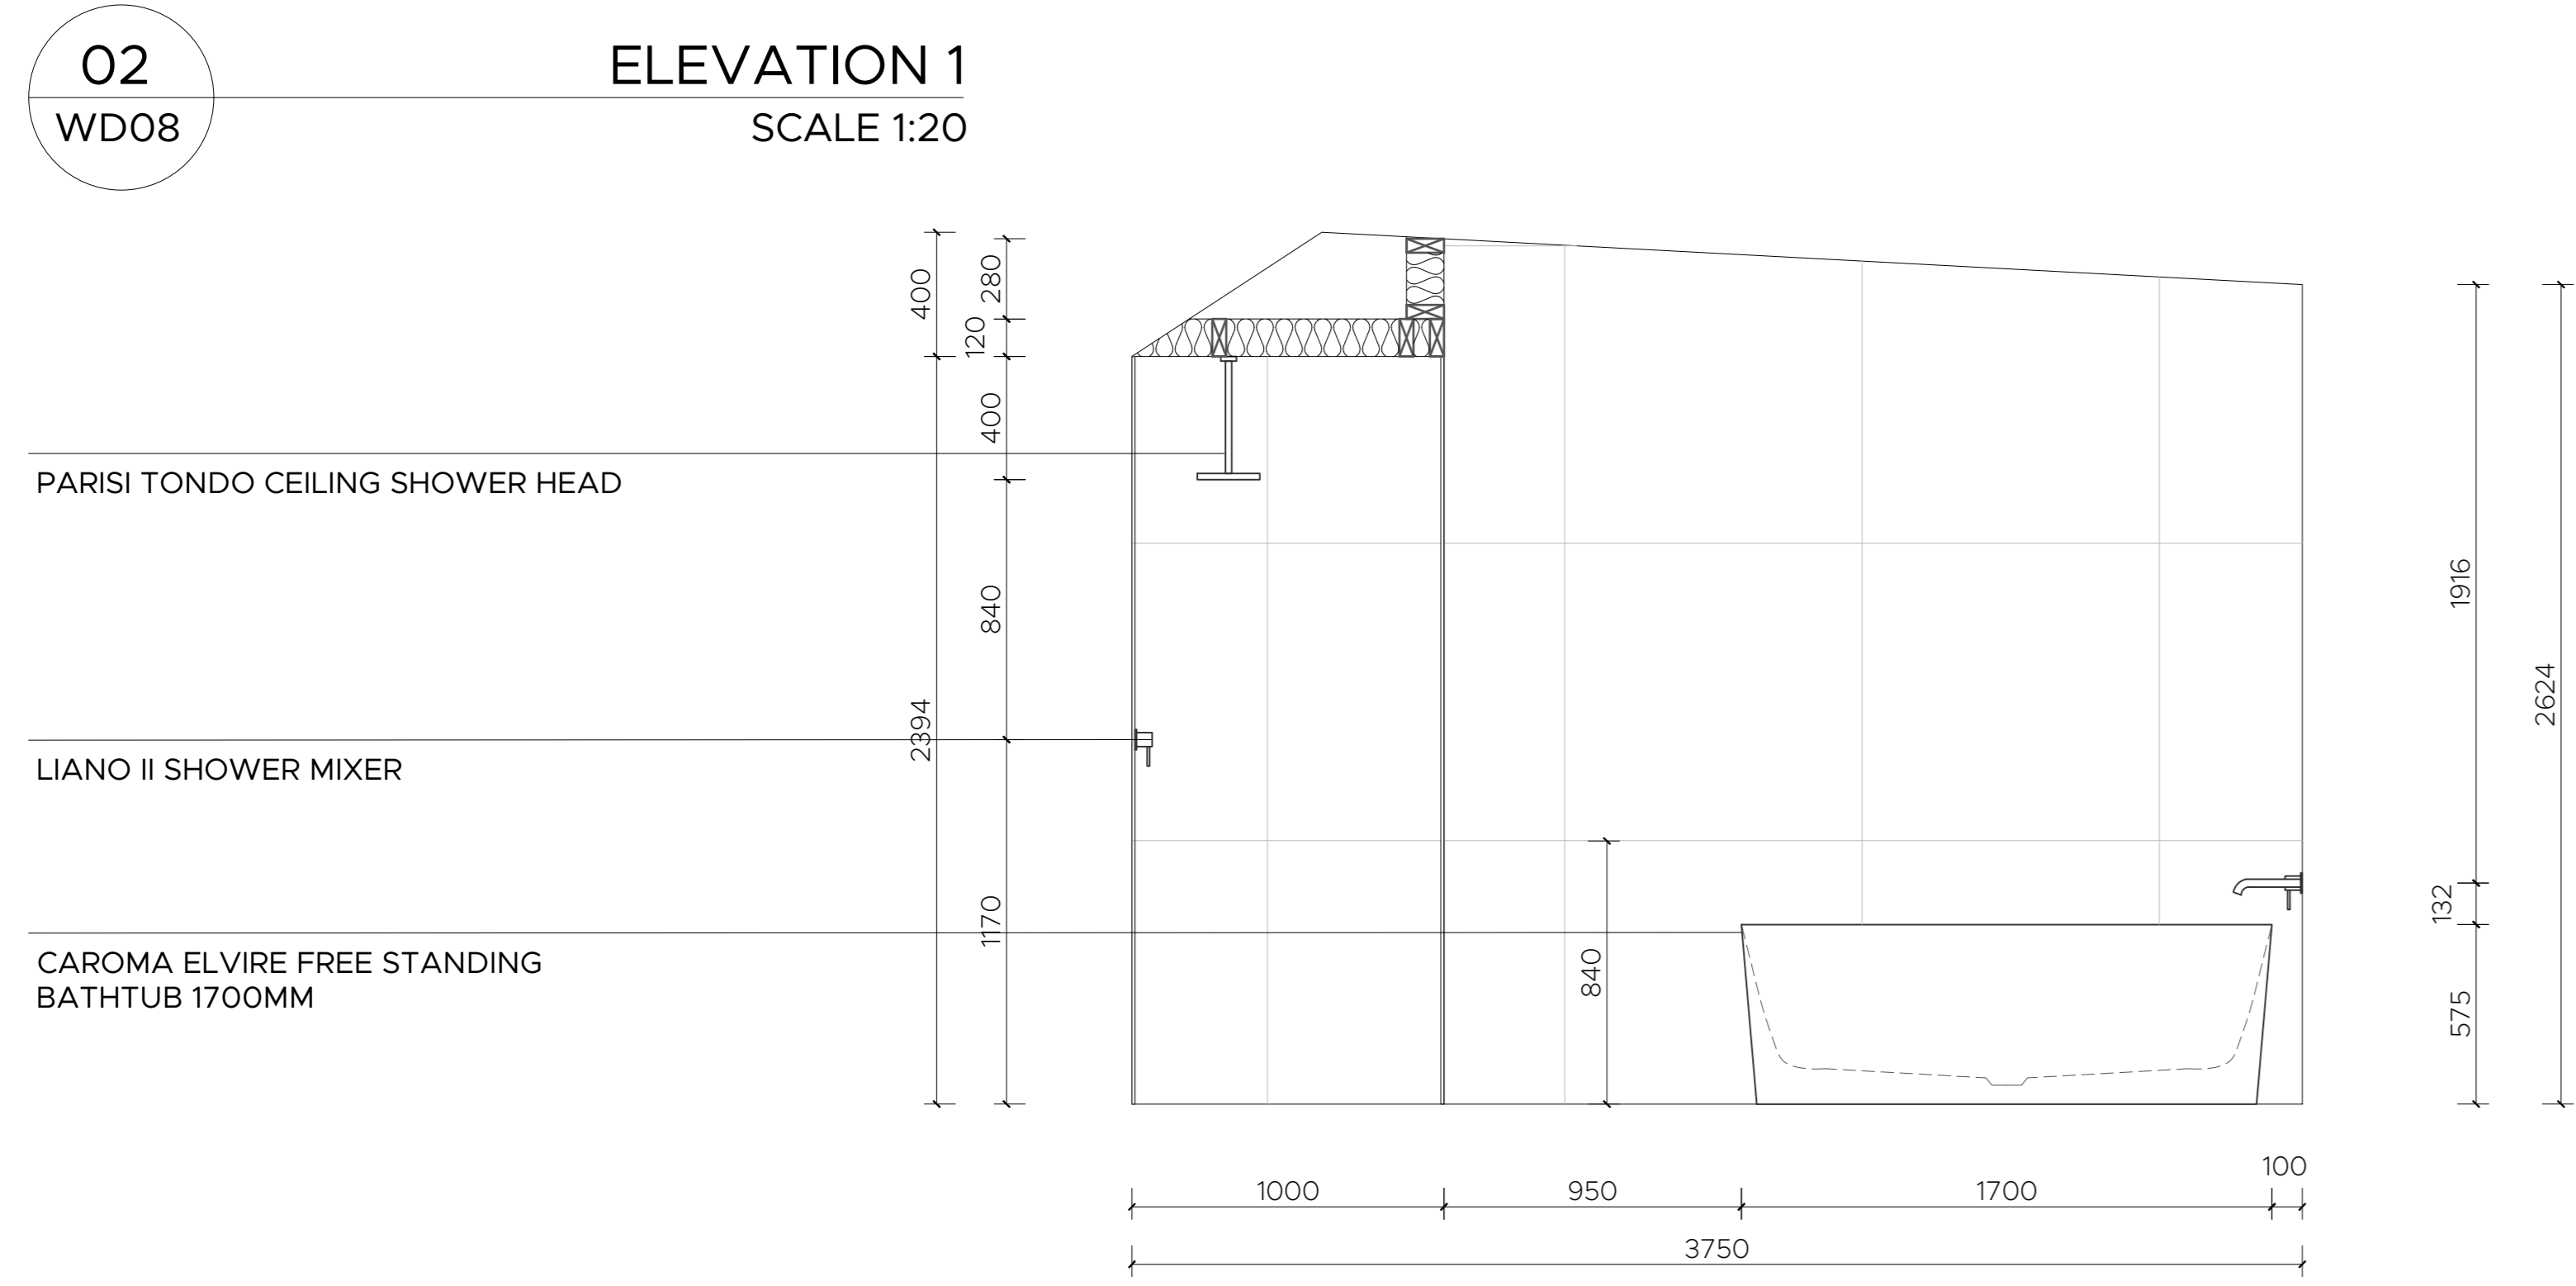 02
ELEVATION 1
WD08
SCALE 1:20
400
280
120
400
PARISI TONDO CEILING SHOWER HEAD
840
1916
2394
2624
LIANO II SHOWER MIXER
1170
840
132
575
CAROMA ELVIRE FREE STANDING
BATHTUB 1700MM
100
1000
950
1700
3750